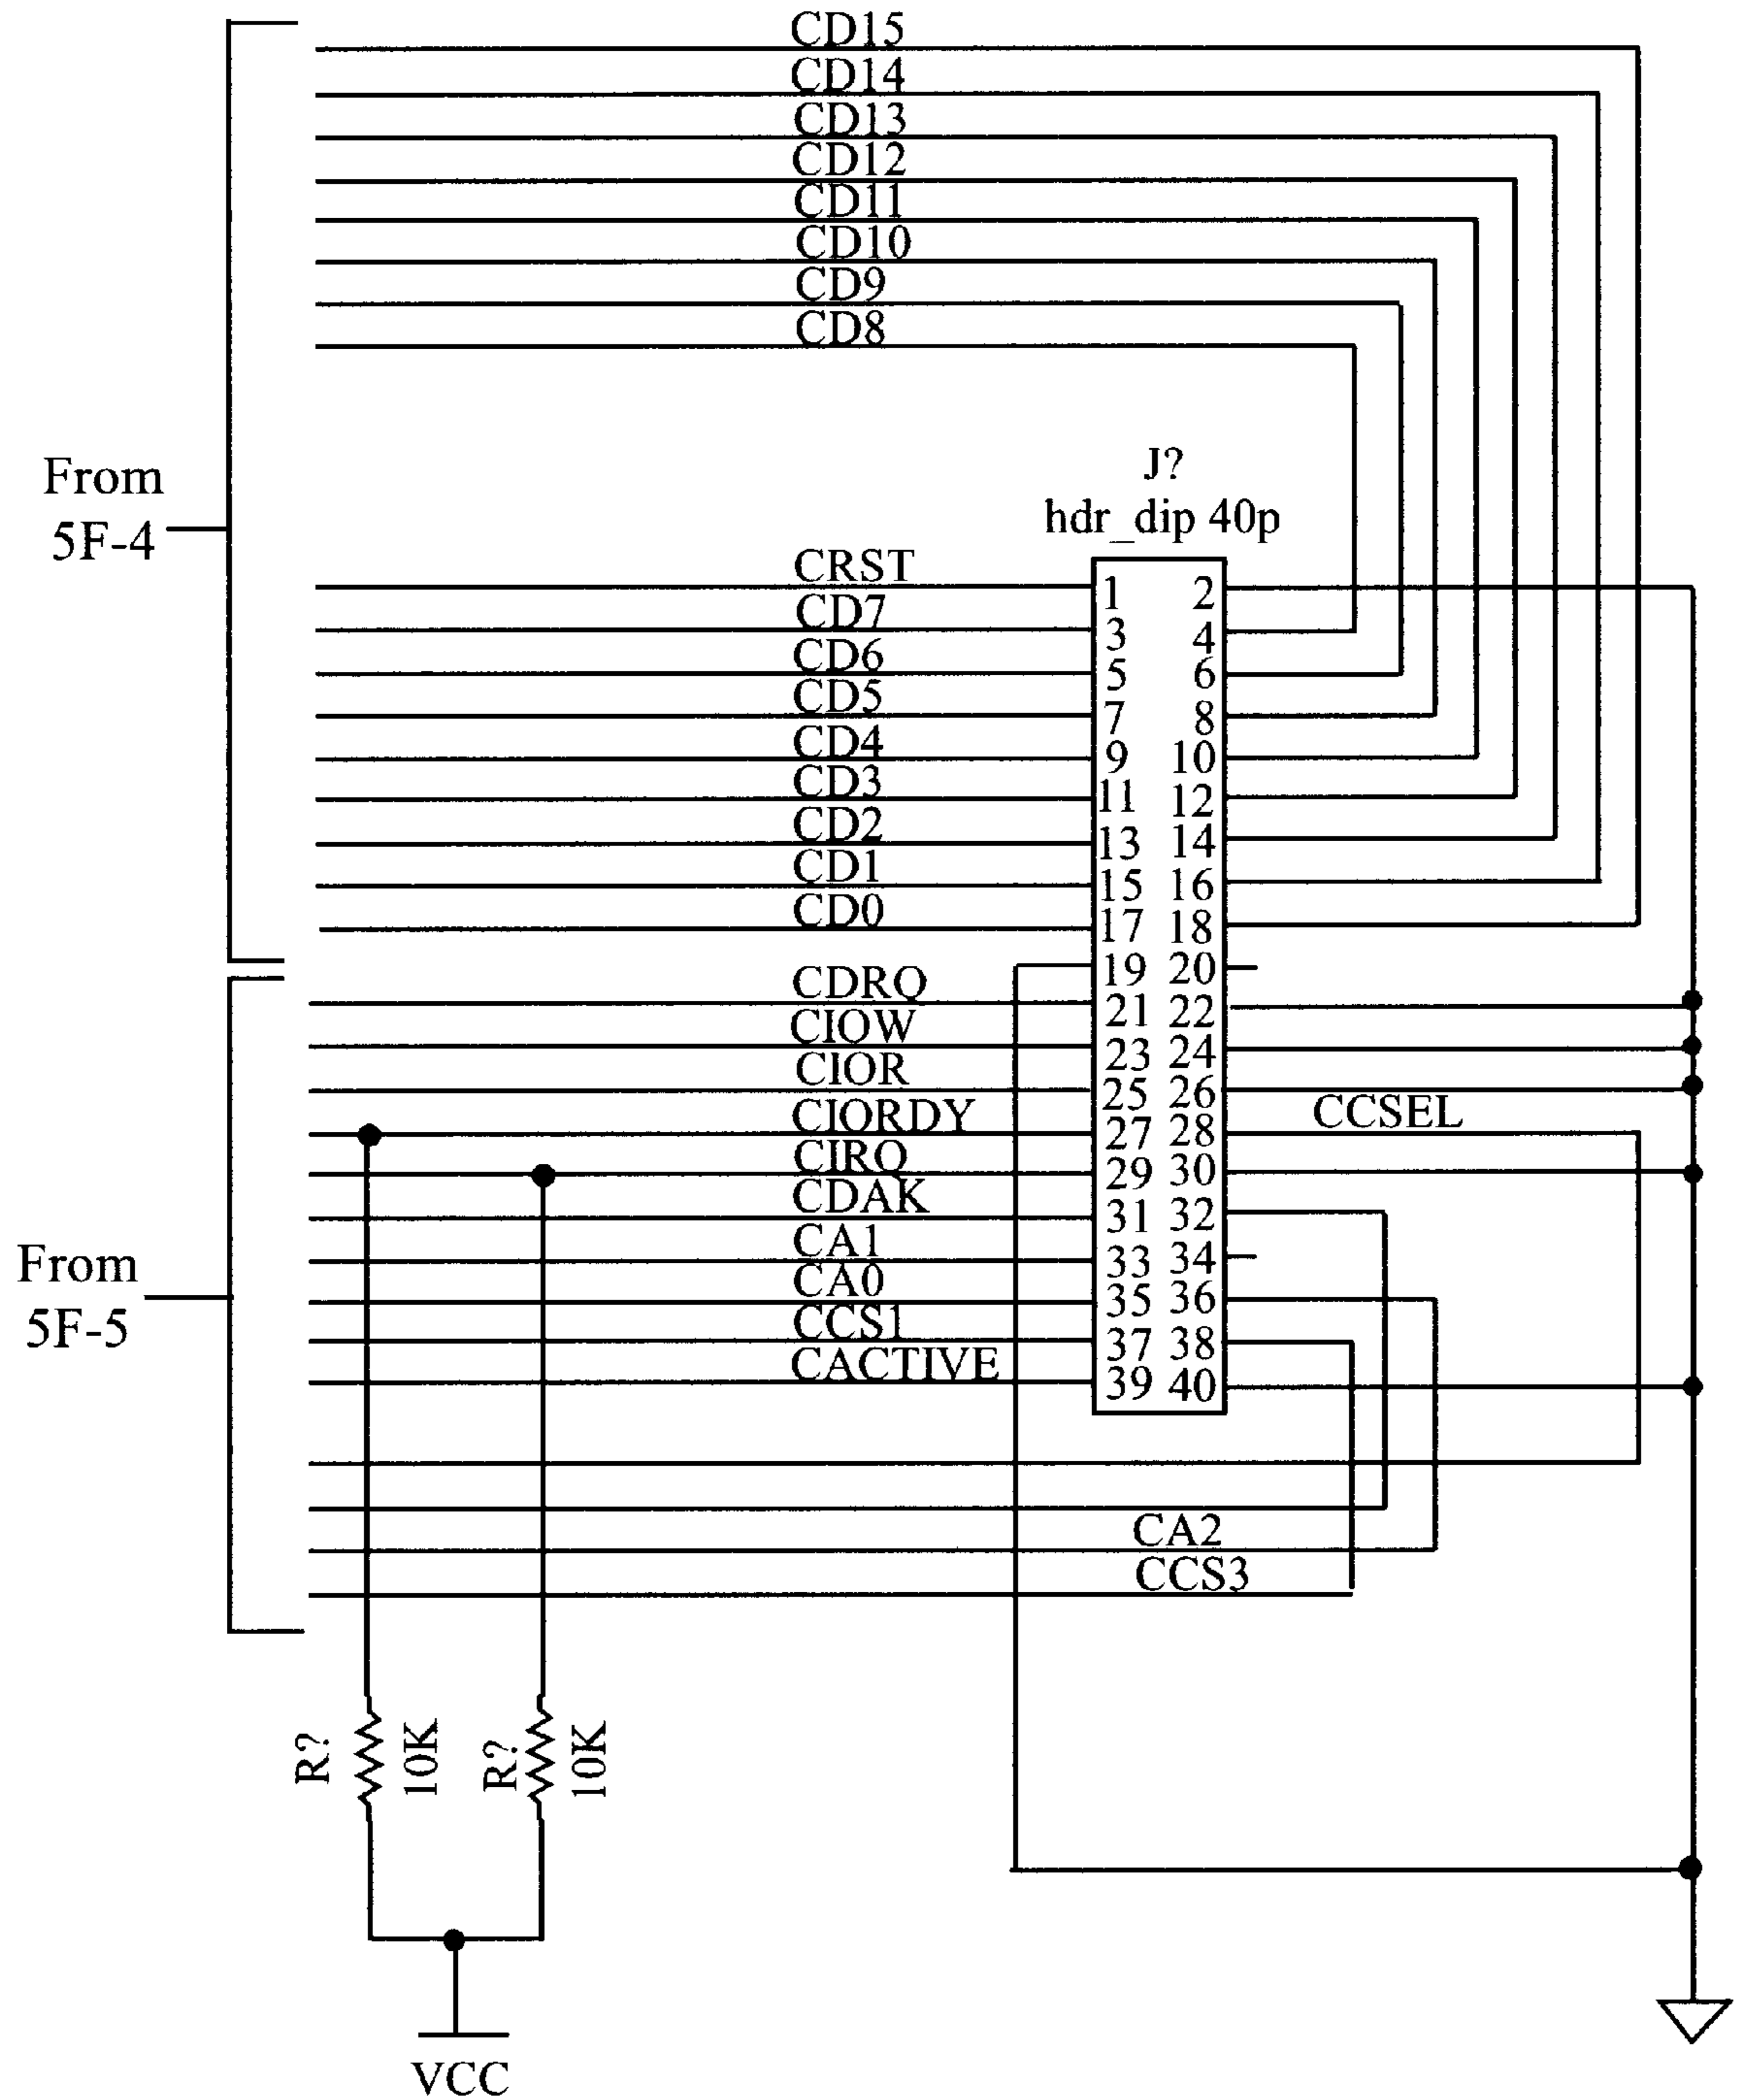 CD15
CD14
CD13
CD12
CD11
CD10
CD9
CD8
From
5F-4
J?
hdr_dip 40p
CRST
1 2
CD7
3 4
CD6
5 6
CD5
7 8
CD4
9 10
CD3
11 12
CD2
13 14
CD1
15 16
CD0
17 18
19 20
CDRQ
21 22
CIOW
23 24
CIOR
25 26
CCSEL
CIORDY
27 28
CIRQ
29 30
CDAK
31 32
CA1
33 34
From
5F-5
CA0
35 36
CCS1
37 38
CACTIVE
39 40
CA2
CCS3
R?
10K
R?
10K
VCC